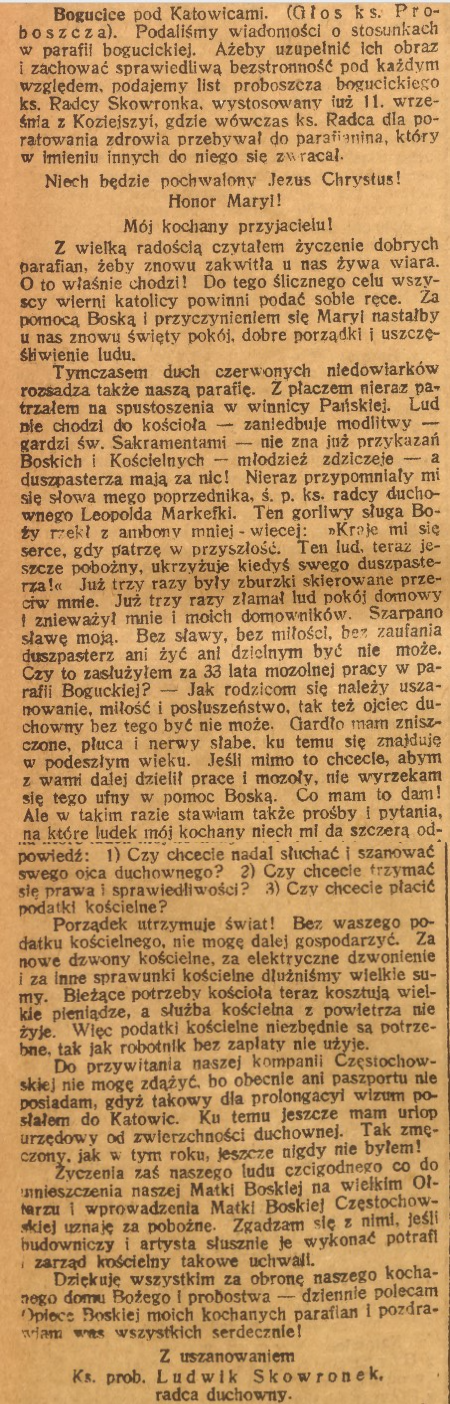 Bogucice pod Katowicami. (Głos ks. Pro-
boszcza). Podaliśmy wiadomości o stosunkach
w parafii bogucickiej. Ażeby uzupełnić ich obraz
i zachować sprawiedliwą bezstronność pod każdym
względem, podajemy list proboszcza bogucickiego
ks. Radcy Skowronka, wystosowany już 11. wrze-
śnia z Koziejszyi, gdzie wówczas ks. Radca dla po-
ratowania zdrowia przebywał do parafianina, który
w imieniu innych do niego się zwracał.
Niech będzie pochwalony Jezus Chrystus!
Honor Maryi!
Mój kochany przyjacielu!
Z wielką radością czytałem życzenie dobrych
parafian, żeby znowu zakwitła u nas żywa wiara.
O to właśnie chodzi! Do tego ślicznego celu wszy-
scy wierni katolicy powinni podać sobie ręce. Za
pomocą Boską i przyczynieniem się Maryi nastałby
u nas znowu święty pokój, dobre porządki i uszczę-
śliwienie ludu.
Tymczasem duch czerwonych niedowiarków
rozsadza także naszą parafię. Z płaczem nieraz pa-
trzałem na spustoszenia w winnicy Pańskiej. Lud
nie chodzi do kościoła — zaniedbuje modlitwy —
gardzi św. Sakramentami — nie zna już przykazań
Boskich i Kościelnych — młodzież zdziczeje — a
duszpasterza mają za nic! Nieraz przypomniały mi
się słowa mego poprzednika, ś. p. ks. radcy ducho-
wnego Leopolda Markefki. Ten gorliwy sługa Bo-
ży rzekł z ambony mniej-więcej: »Kraje mi się
serce, gdy patrzę w przyszłość. Ten lud, teraz je-
szcze pobożny, ukrzyżuje kiedyś swego duszpaste-
rza!« Już trzy razy były zburzki skierowane prze-
ciw mnie. Już trzy razy złamał lud pokój domowy
i znieważył mnie i moich domowników. Szarpano
sławę moją. Bez sławy, bez miłości, bez zaufania
duszpasterz ani żyć ani dzielnym być nie może.
Czy to zasłużyłem za 33 lata mozolnej pracy w pa-
rafii Boguckiej? — Jak rodzicom się należy usza-
nowanie, miłość i posłuszeństwo, tak też ojciec du-
chowny bez tego być nie może. Gardło mam znisz-
czone, płuca i nerwy słabe, ku temu się znajduję
w podeszłym wieku. Jeśli mimo to chcecie, abym
z wami dalej dzielił prace i mozoły, nie wyrzekam
się tego ufny w pomoc Boską. Co mam to dam!
Ale w takim razie stawiam także prośby i pytania,
na które ludek mój kochany niech mi da szczerą od-
powiedź: 1) Czy chcecie nadal słuchać i szanować
swego ojca duchownego? 2) Czy chcecie trzymać
się prawa i sprawiedliwości? 3) Czy chcecie płacić
podatki kościelne?
Porządek utrzymuje świat! Bez waszego po-
datku kościelnego, nie mogę dalej gospodarzyć. Za
nowe dzwony kościelne, za elektryczne dzwonienie
i za inne sprawunki kościelne dłużniśmy wielkie su-
my. Bieżące potrzeby kościoła teraz kosztują wiel-
kie pieniądze, a służba kościelna z powietrza nie
żyje. Więc podatki kościelne niezbędnie są potrze-
bne, tak jak robotnik bez zapłaty nie użyje.
Do przywitania naszej kompanii Częstochow-
skiej nie mogę zdążyć, bo obecnie ani paszportu nie
posiadam, gdyż takowy dla prolongacyi wizum po-
słałem do Katowic. Ku temu jeszcze mam urlop
urzędowy od zwierzchności duchownej. Tak zmę-
czony, jak w tym roku, jeszcze nigdy nie byłem!
Życzenia zaś naszego ludu czcigodnego co do
umieszczenia naszej Matki Boskiej na wielkim Oł-
tarzu i wprowadzenia Matki Boskiej Częstochow-
skiej uznaję za pobożne. Zgadzam się z nimi, jeśli
budowniczy i artysta słusznie je wykonać potrafi
i zarząd kościelny takowe uchwali.
Dziękuję wszystkim za obronę naszego kocha-
nego domu Bożego i probostwa — dziennie polecam
Opiece Boskiej moich kochanych parafian i pozdra-
wiam was wszystkich serdecznie!
Z uszanowaniem
Ks. prob. Ludwik Skowronek,
radca duchowny.